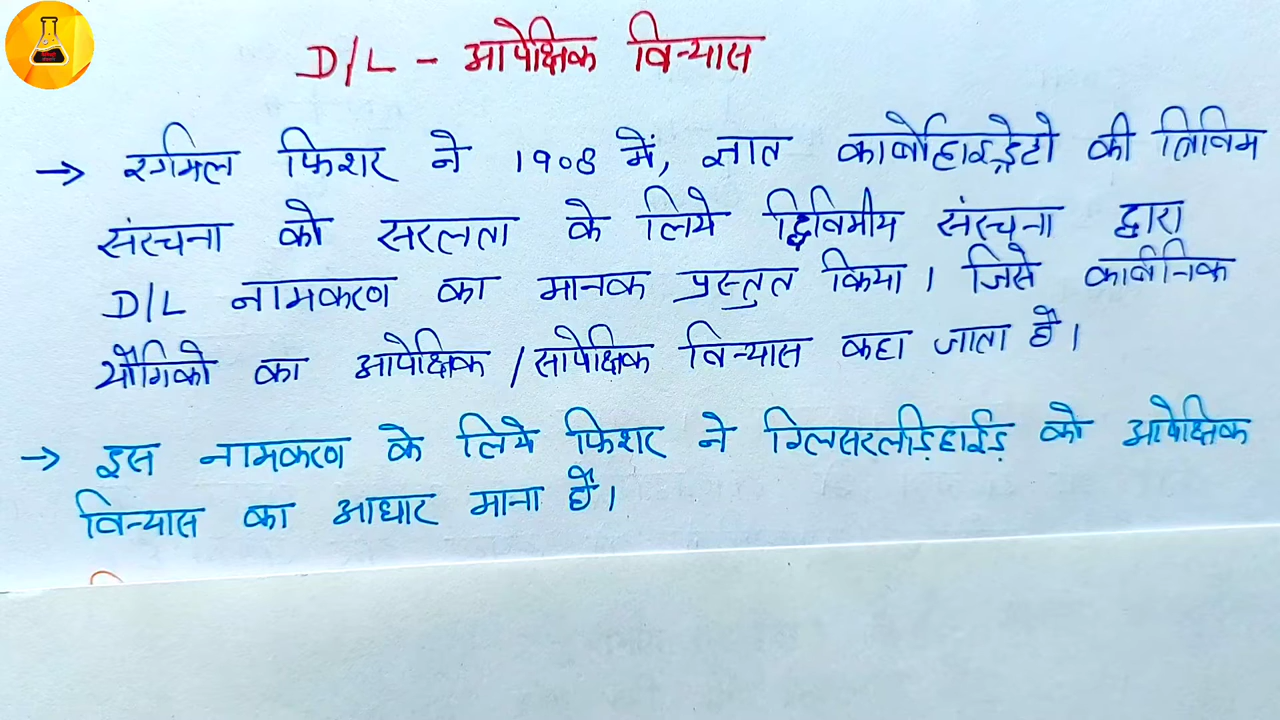 D/L - आपेक्षिक विन्यास
→ एमिल फिशर ने 1908 में, ज्ञात कार्बोहाइड्रेटो की त्रिविम
संरचना को सरलता के लिये द्विविमीय संरचना द्वारा
D/L नामकरण का मानक प्रस्तुत किया। जिसे कार्बनिक
यौगिको का आपेक्षिक /सापेक्षिक विन्यास कहा जाता है।
→ इस नामकरण के लिये फिशर ने ग्लिसरलडिहाईड को आपेक्षिक
विन्यास का आधार माना है।